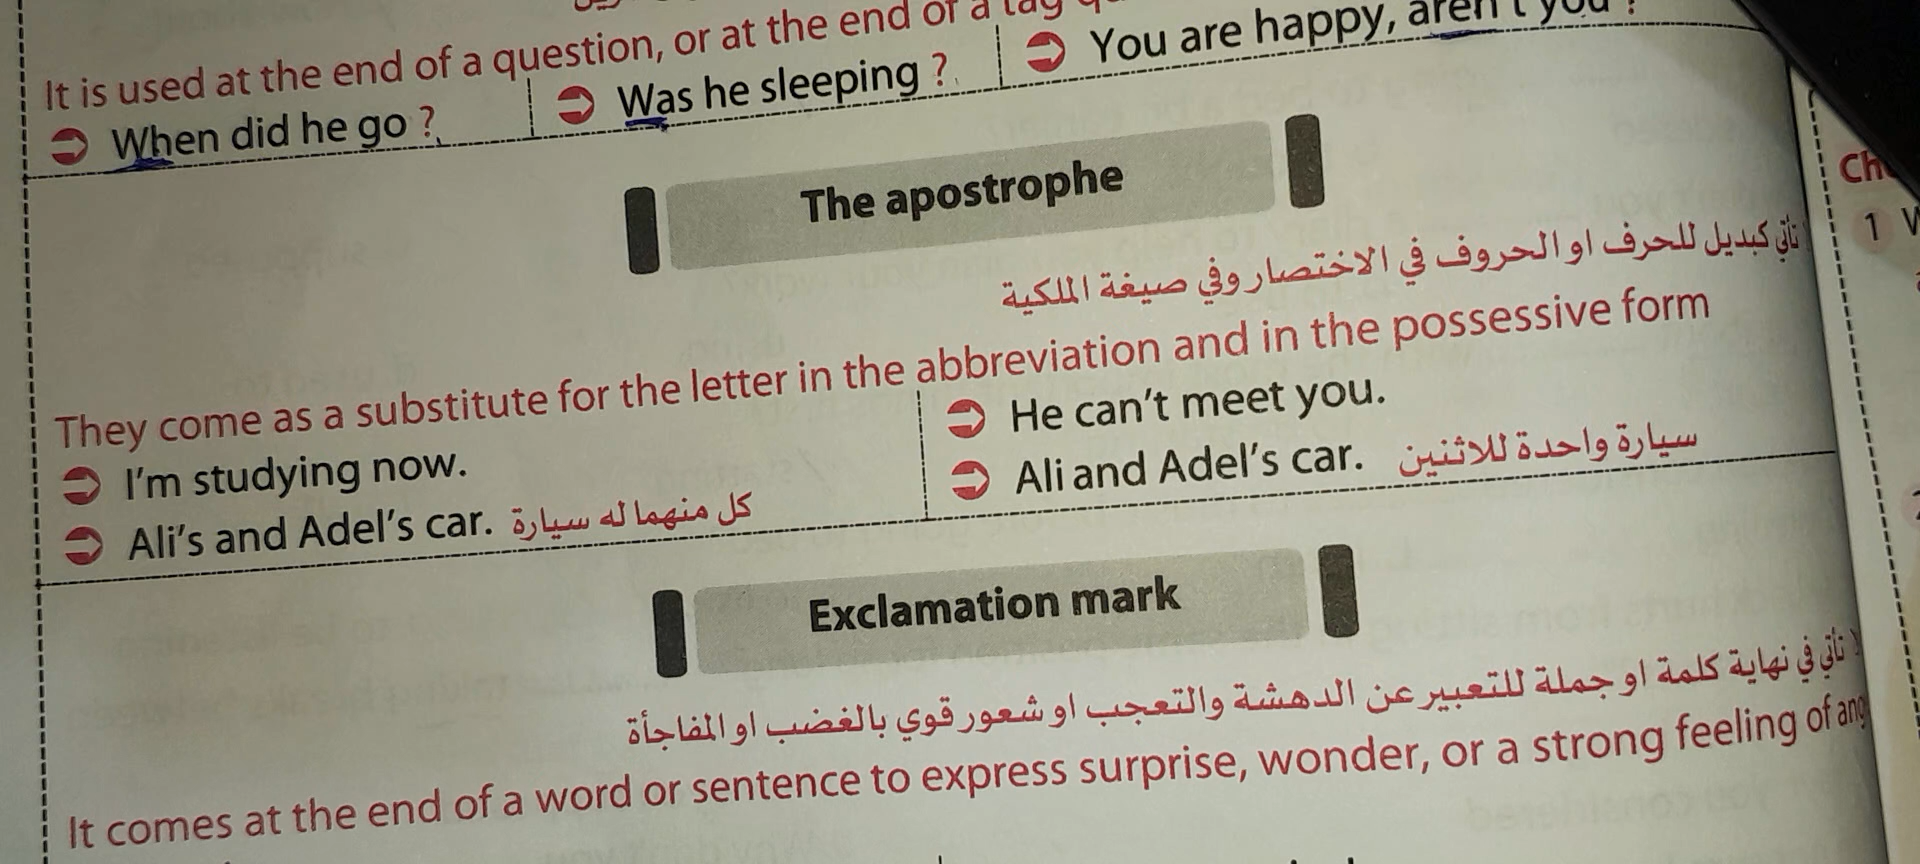 It is used at the end of a question, or at the end of a tag
When did he go ?
Was he sleeping ?
You are happy, aren't you ?
The apostrophe
تأتي كبديل للحرف او الحروف في الاختصار وفي صيغة الملكية
They come as a substitute for the letter in the abbreviation and in the possessive form
I'm studying now.
He can't meet you.
Ali's and Adel's car. كل منهما له سيارة
Ali and Adel's car. سيارة واحدة للاثنين
Exclamation mark
تأتي في نهاية كلمة او جملة للتعبير عن الدهشة والتعجب او شعور قوي بالغضب او المفاجأة
It comes at the end of a word or sentence to express surprise, wonder, or a strong feeling of
1